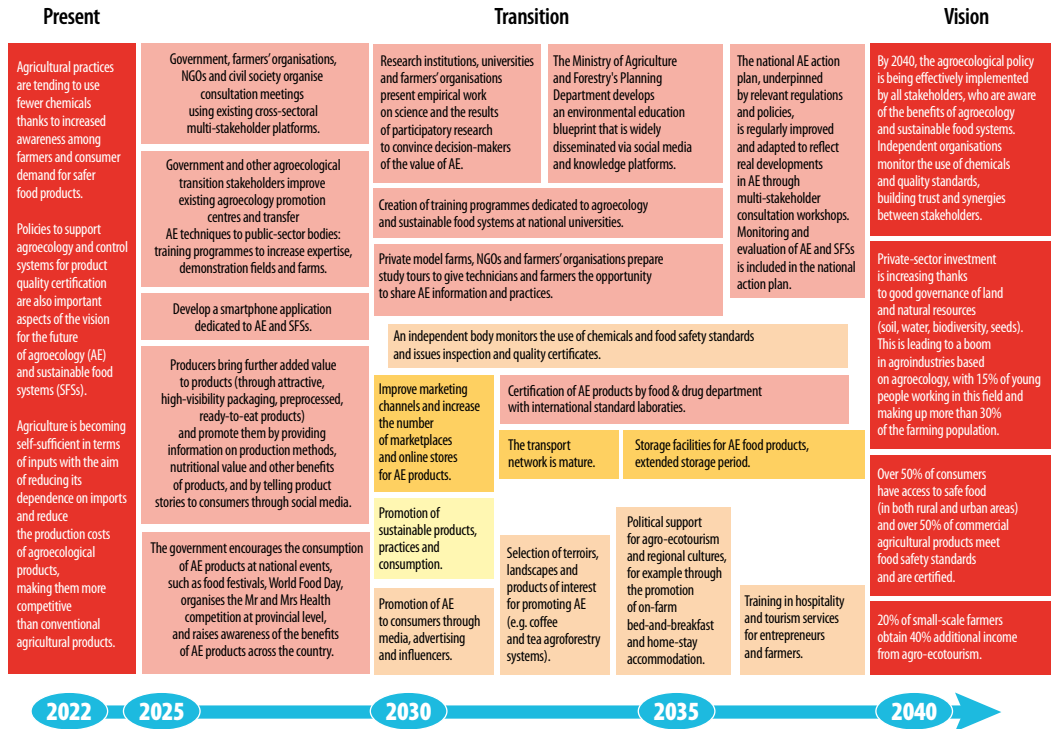 Present
Transition
Vision
Agricultural practices
are tending to use
fewer chemicals
thanks to increased
awareness among
farmers and consumer
demand for safer
food products.
Policies to support
agroecology and control
systems for product
quality certification
are also important
aspects of the vision
for the future
of agroecology (AE)
and sustainable food
systems (SFSs).
Agriculture is becoming
self-sufficient in terms
of inputs with the aim
of reducing its
dependence on imports
and reduce
the production costs
of agroecological
products,
making them more
competitive
than conventional
agricultural products.
Government, farmers' organisations,
NGOs and civil society organise
consultation meetings
using existing cross-sectoral
multi-stakeholder platforms.
Government and other agroecological
transition stakeholders improve
existing agroecology promotion
centres and transfer
AE techniques to public-sector bodies:
training programmes to increase expertise,
demonstration fields and farms.
Develop a smartphone application
dedicated to AE and SFSs.
Producers bring further added value
to products (through attractive,
high-visibility packaging, preprocessed,
ready-to-eat products)
and promote them by providing
information on production methods,
nutritional value and other benefits
of products, and by telling product
stories to consumers through social media.
The government encourages the consumption
of AE products at national events,
such as food festivals, World Food Day,
organises the Mr and Mrs Health
competition at provincial level,
and raises awareness of the benefits
of AE products across the country.
Research institutions, universities
and farmers' organisations
present empirical work
on science and the results
of participatory research
to convince decision-makers
of the value of AE.
The Ministry of Agriculture
and Forestry's Planning
Department develops
an environmental education
blueprint that is widely
disseminated via social media
and knowledge platforms.
The national AE action
plan, underpinned
by relevant regulations
and policies,
is regularly improved
and adapted to reflect
real developments
in AE through
multi-stakeholder
consultation workshops.
Monitoring and
evaluation of AE and SFSs
is included in the national
action plan.
Creation of training programmes dedicated to agroecology
and sustainable food systems at national universities.
Private model farms, NGOs and farmers' organisations prepare
study tours to give technicians and farmers the opportunity
to share AE information and practices.
An independent body monitors the use of chemicals and food safety standards
and issues inspection and quality certificates.
Improve marketing
channels and increase
the number
of marketplaces
and online stores
for AE products.
Certification of AE products by food & drug department
with international standard laboraties.
The transport
network is mature.
Storage facilities for AE food products,
extended storage period.
Promotion of
sustainable products,
practices and
consumption.
Promotion of AE
to consumers through
media, advertising
and influencers.
Selection of terroirs,
landscapes and
products of interest
for promoting AE
(e.g. coffee
and tea agroforestry
systems).
Political support
for agro-ecotourism
and regional cultures,
for example through
the promotion
of on-farm
bed-and-breakfast
and home-stay
accommodation.
Training in hospitality
and tourism services
for entrepreneurs
and farmers.
By 2040, the agroecological policy
is being effectively implemented
by all stakeholders, who are aware
of the benefits of agroecology
and sustainable food systems.
Independent organisations
monitor the use of chemicals
and quality standards,
building trust and synergies
between stakeholders.
Private-sector investment
is increasing thanks
to good governance of land
and natural resources
(soil, water, biodiversity, seeds).
This is leading to a boom
in agroindustries based
on agroecology, with 15% of young
people working in this field and
making up more than 30%
of the farming population.
Over 50% of consumers
have access to safe food
(in both rural and urban areas)
and over 50% of commercial
agricultural products meet
food safety standards
and are certified.
20% of small-scale farmers
obtain 40% additional income
from agro-ecotourism.
2022
2025
2030
2035
2040